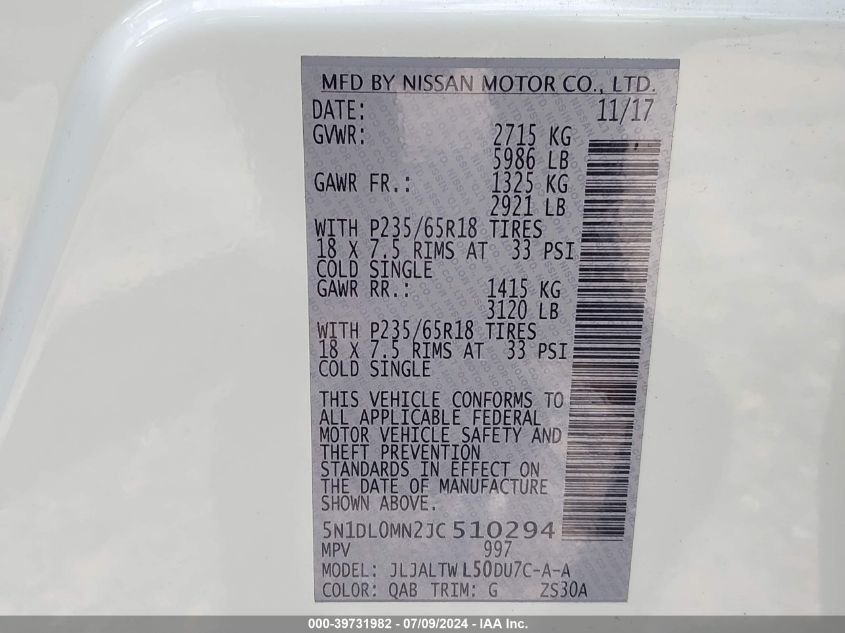 MFD BY NISSAN MOTOR CO., LTD.
DATE: 11/17
GVWR: 2715 KG
5986 LB
GAWR FR.: 1325 KG
2921 LB
WITH P235/65R18 TIRES
18 X 7.5 RIMS AT 33 PSI
COLD SINGLE
GAWR RR.: 1415 KG
3120 LB
WITH P235/65R18 TIRES
18 X 7.5 RIMS AT 33 PSI
COLD SINGLE
THIS VEHICLE CONFORMS TO
ALL APPLICABLE FEDERAL
MOTOR VEHICLE SAFETY AND
THEFT PREVENTION
STANDARDS IN EFFECT ON
THE DATE OF MANUFACTURE
SHOWN ABOVE.
5N1DL0MN2JC510294
MPV 997
MODEL: JLJALTWL50DU7C-A-A
COLOR: QAB TRIM: G ZS30A
000-39731982 - 07/09/2024 - IAA Inc.